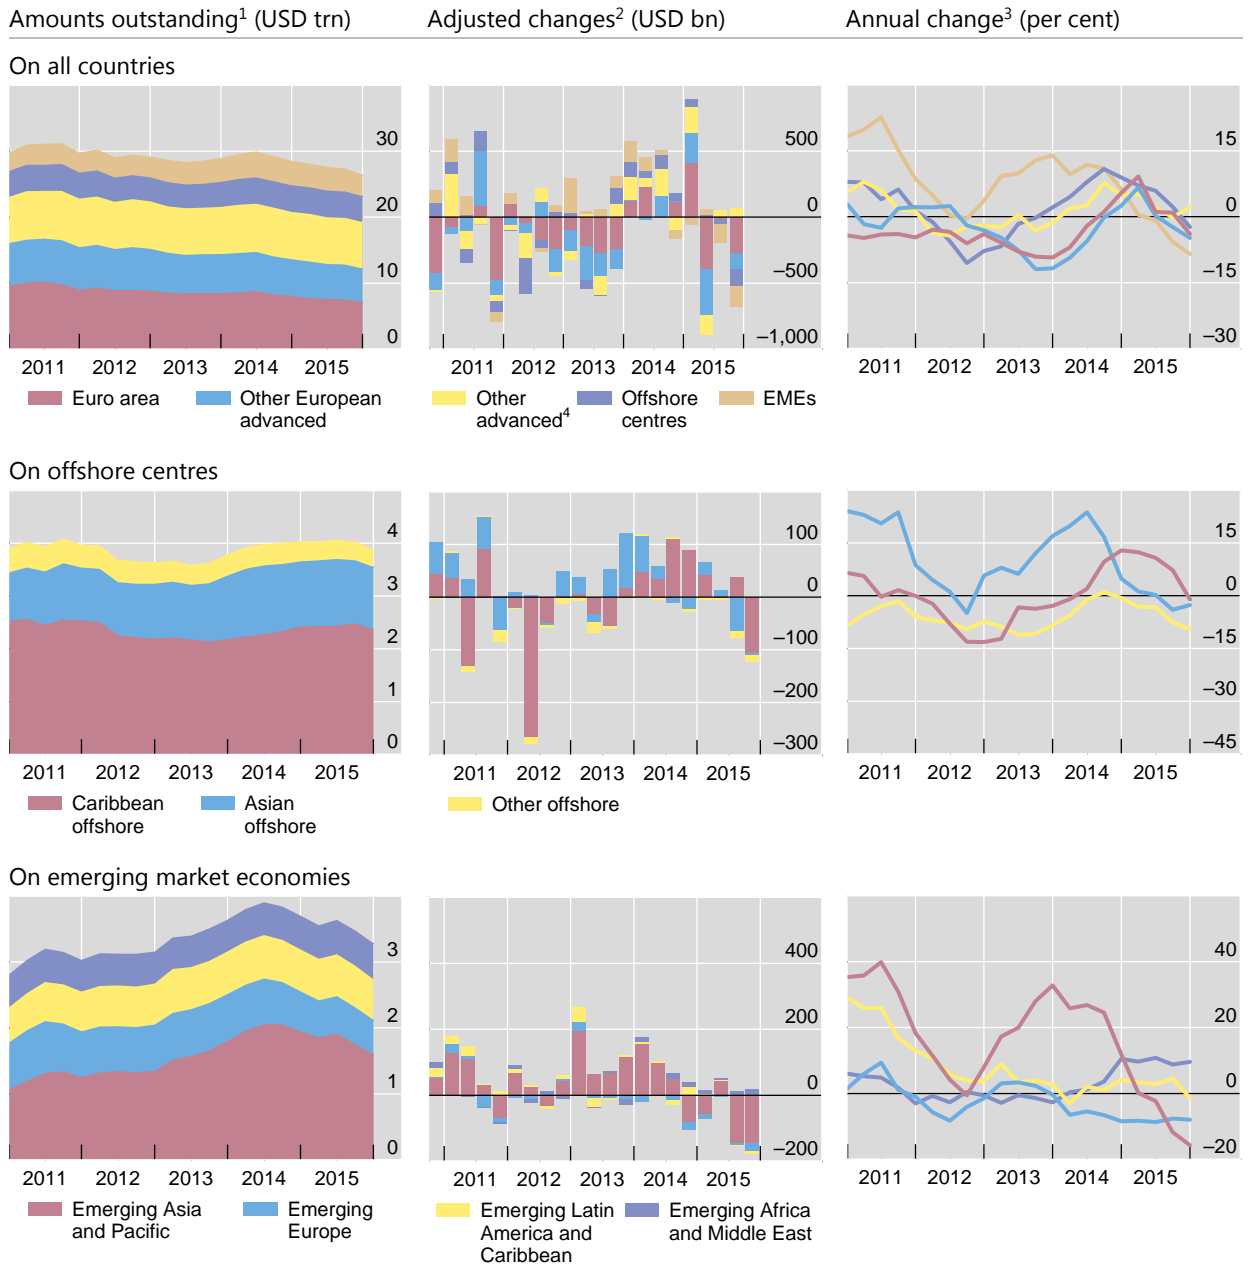 Amounts outstanding¹ (USD trn)
Adjusted changes² (USD bn)
Annual change³ (per cent)
On all countries
30
20
10
0
2011 2012 2013 2014 2015
500
0
–500
–1,000
2011 2012 2013 2014 2015
15
0
–15
–30
2011 2012 2013 2014 2015
Euro area
Other European
advanced
Other
advanced⁴
Offshore
centres
EMEs
On offshore centres
4
3
2
1
0
2011 2012 2013 2014 2015
100
0
–100
–200
–300
2011 2012 2013 2014 2015
15
0
–15
–30
–45
2011 2012 2013 2014 2015
Caribbean
offshore
Asian
offshore
Other offshore
On emerging market economies
3
2
1
0
2011 2012 2013 2014 2015
400
200
0
–200
2011 2012 2013 2014 2015
40
20
0
–20
2011 2012 2013 2014 2015
Emerging Asia
and Pacific
Emerging
Europe
Emerging Latin
America and
Caribbean
Emerging Africa
and Middle East